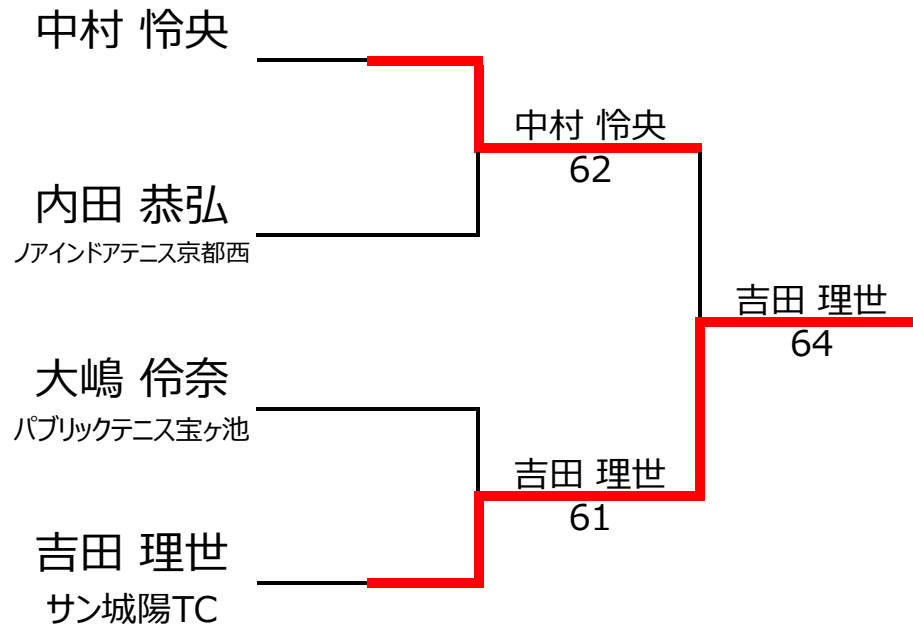 中村 怜央
中村 怜央
62
内田 恭弘
ノアインドアテニス京都西
吉田 理世
64
大嶋 伶奈
パブリックテニス宝ヶ池
吉田 理世
61
吉田 理世
サン城陽TC